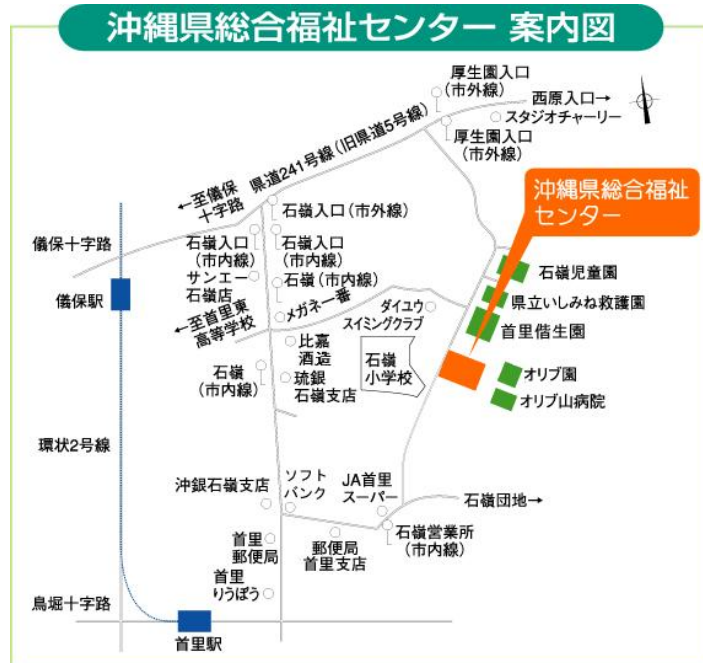 沖縄県総合福祉センター 案内図
厚生園入口
(市外線)
西原入口→
スタジオチャーリー
厚生園入口
(市外線)
県道241号線(旧県道5号線)
←至儀保
十字路
沖縄県総合福祉
センター
石嶺入口(市外線)
儀保十字路
石嶺入口
(市内線)
石嶺入口
(市内線)
サンエー
石嶺店
石嶺(市内線)
石嶺児童園
儀保駅
メガネ一番
ダイユウ
スイミングクラブ
県立いしみね救護園
←至首里東
高等学校
首里偕生園
比嘉
酒造
石嶺
小学校
石嶺
(市内線)
琉銀
石嶺支店
オリブ園
オリブ山病院
環状2号線
沖銀石嶺支店
ソフト
バンク
JA首里
スーパー
石嶺団地→
首里
郵便局
郵便局
首里支店
石嶺営業所
(市内線)
首里
りうぼう
鳥堀十字路
首里駅